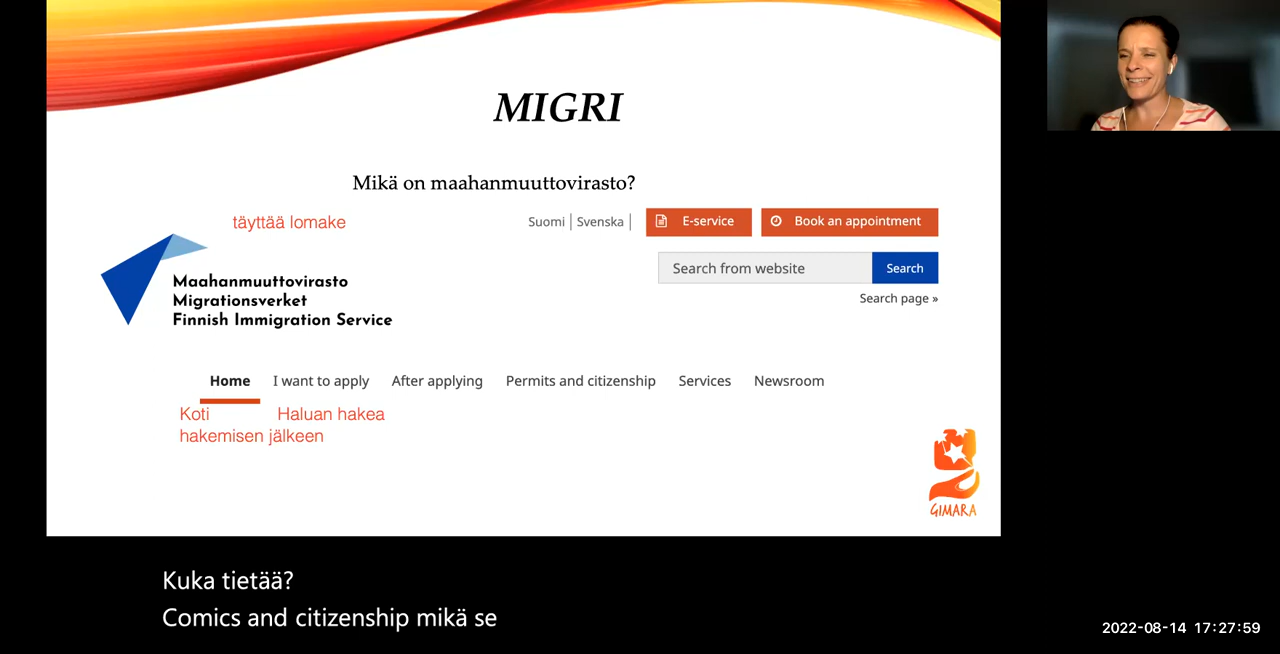 MIGRI
Mikä on maahanmuuttovirasto?
täyttää lomake
Suomi | Svenska |
E-service
Book an appointment
Search from website
Search
Search page »
Maahanmuuttovirasto
Migrationsverket
Finnish Immigration Service
Home I want to apply After applying Permits and citizenship Services Newsroom
Koti Haluan hakea
hakemisen jälkeen
GIMARA
Kuka tietää?
Comics and citizenship mikä se
2022-08-14 17:27:59